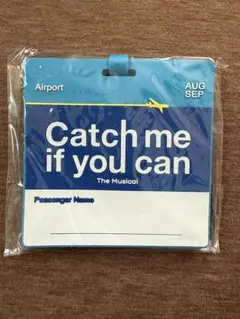 Airport
AUG
SEP
Catch me
if you can
The Musical
Passenger Name